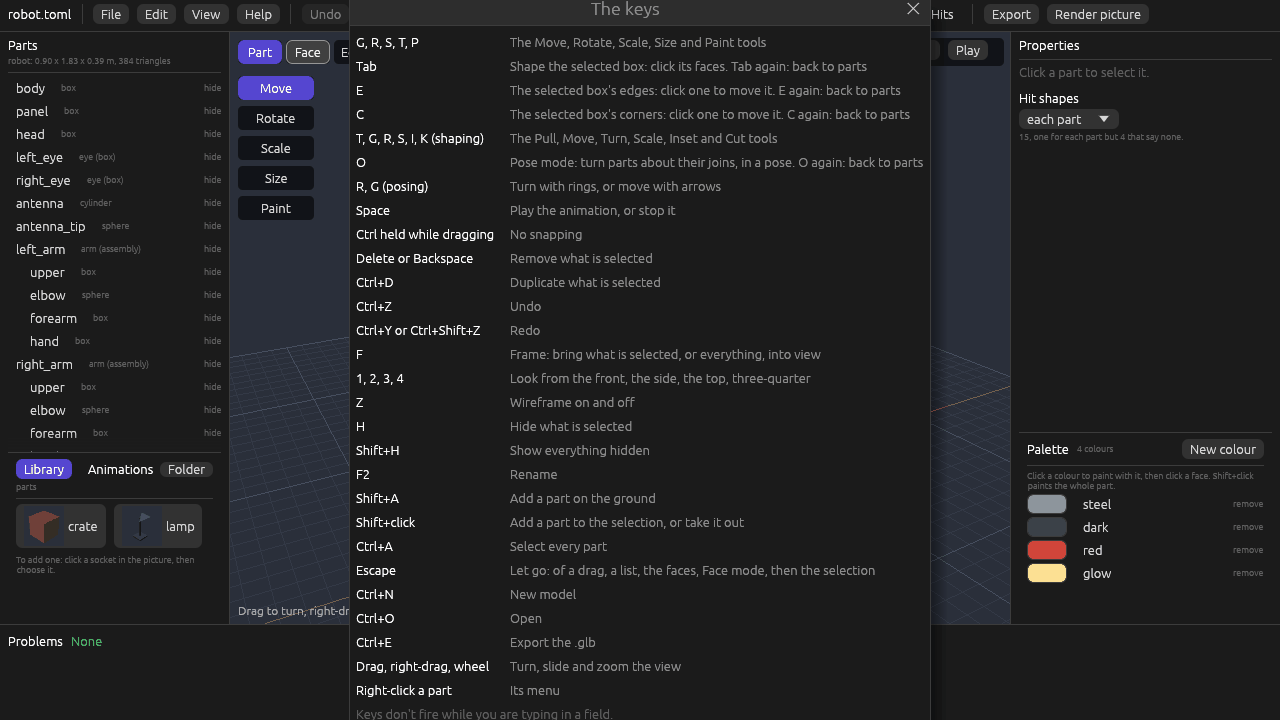 robot.toml File Edit View Help Undo The keys Hits Export Render picture
Parts
robot: 0.90 x 1.83 x 0.39 m, 384 triangles
body box hide
panel box hide
head box hide
left_eye eye (box) hide
right_eye eye (box) hide
antenna cylinder hide
antenna_tip sphere hide
left_arm arm (assembly) hide
upper box hide
elbow sphere hide
forearm box hide
hand box hide
right_arm arm (assembly) hide
upper box hide
elbow sphere hide
forearm box hide
Library Animations Folder
parts
crate lamp
To add one: click a socket in the picture, then
choose it.
Part Face E
Move
Rotate
Scale
Size
Paint
Drag to turn, right-dr
G, R, S, T, P The Move, Rotate, Scale, Size and Paint tools
Tab Shape the selected box: click its faces. Tab again: back to parts
E The selected box's edges: click one to move it. E again: back to parts
C The selected box's corners: click one to move it. C again: back to parts
T, G, R, S, I, K (shaping) The Pull, Move, Turn, Scale, Inset and Cut tools
O Pose mode: turn parts about their joins, in a pose. O again: back to parts
R, G (posing) Turn with rings, or move with arrows
Space Play the animation, or stop it
Ctrl held while dragging No snapping
Delete or Backspace Remove what is selected
Ctrl+D Duplicate what is selected
Ctrl+Z Undo
Ctrl+Y or Ctrl+Shift+Z Redo
F Frame: bring what is selected, or everything, into view
1, 2, 3, 4 Look from the front, the side, the top, three-quarter
Z Wireframe on and off
H Hide what is selected
Shift+H Show everything hidden
F2 Rename
Shift+A Add a part on the ground
Shift+click Add a part to the selection, or take it out
Ctrl+A Select every part
Escape Let go: of a drag, a list, the faces, Face mode, then the selection
Ctrl+N New model
Ctrl+O Open
Ctrl+E Export the .glb
Drag, right-drag, wheel Turn, slide and zoom the view
Right-click a part Its menu
Keys don't fire while you are typing in a field.
Play
Properties
Click a part to select it.
Hit shapes
each part
15, one for each part but 4 that say none.
Palette 4 colours New colour
Click a colour to paint with it, then click a face. Shift+click
paints the whole part.
steel remove
dark remove
red remove
glow remove
Problems None